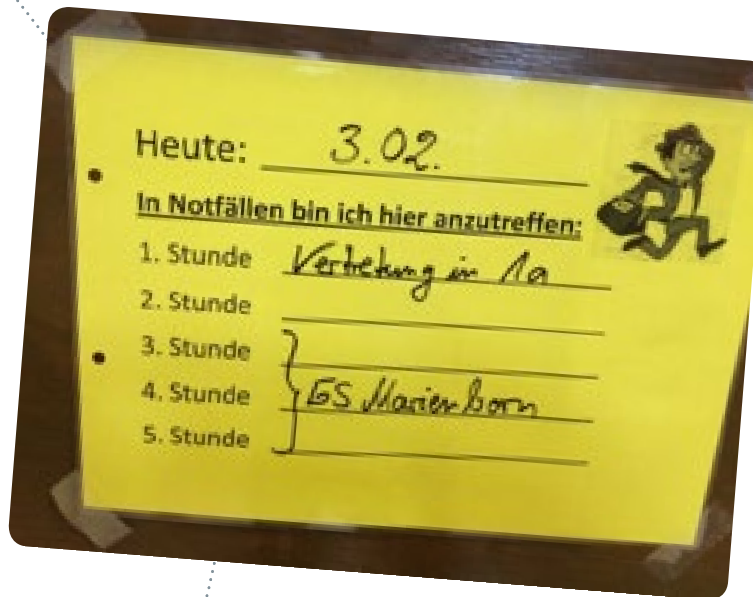 Heute: 3.02.
In Notfällen bin ich hier anzutreffen:
1. Stunde Vertretung in 1a
2. Stunde
3. Stunde
4. Stunde GS Marienborn
5. Stunde